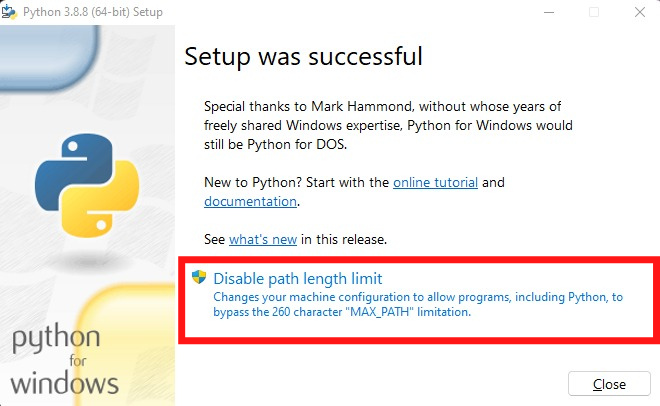 Python 3.8.8 (64-bit) Setup
Setup was successful
Special thanks to Mark Hammond, without whose years of
freely shared Windows expertise, Python for Windows would
still be Python for DOS.
New to Python? Start with the online tutorial and
documentation.
See what's new in this release.
Disable path length limit
Changes your machine configuration to allow programs, including Python, to
bypass the 260 character "MAX_PATH" limitation.
python
for
windows
Close